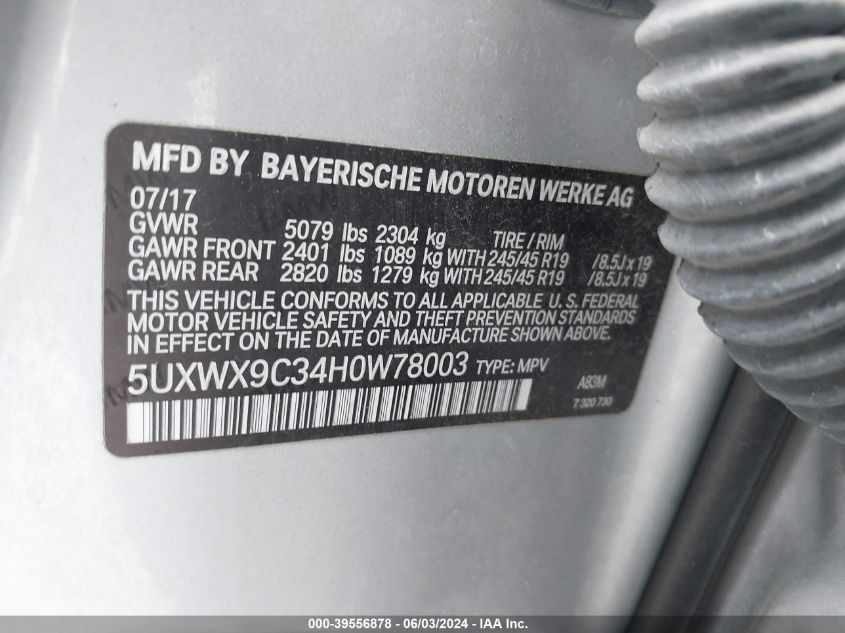 MFD BY BAYERISCHE MOTOREN WERKE AG
07/17
GVWR 5079 lbs 2304 kg TIRE / RIM
GAWR FRONT 2401 lbs 1089 kg WITH 245/45 R19 /8.5J x 19
GAWR REAR 2820 lbs 1279 kg WITH 245/45 R19 /8.5J x 19
THIS VEHICLE CONFORMS TO ALL APPLICABLE U. S. FEDERAL
MOTOR VEHICLE SAFETY AND THEFT PREVENTION STANDARDS
IN EFFECT ON THE DATE OF MANUFACTURE SHOWN ABOVE.
5UXWX9C34H0W78003 TYPE: MPV
A83M
7 320 730
000-39556878 - 06/03/2024 - IAA, Inc.